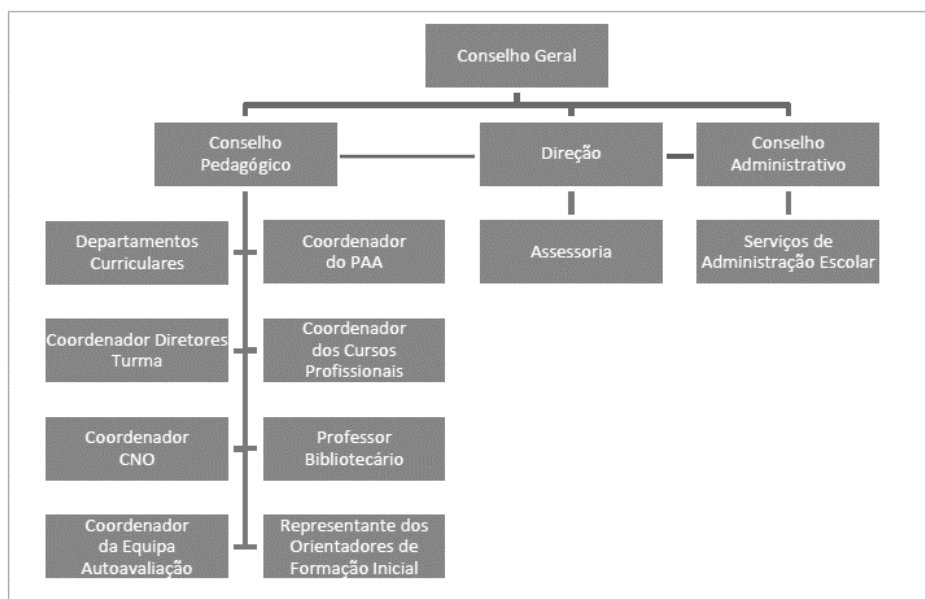 Conselho Geral
Conselho
Pedagógico
Direção
Conselho
Administrativo
Departamentos
Curriculares
Coordenador
do PAA
Assessoria
Serviços de
Administração Escolar
Coordenador Diretores
Turma
Coordenador
dos Cursos
Profissionais
Coordenador
CNO
Professor
Bibliotecário
Coordenador
da Equipa
Autoavaliação
Representante dos
Orientadores de
Formação Inicial